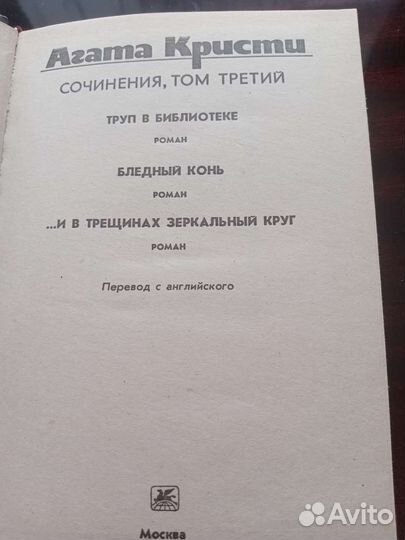 Агата Кристи
СОЧИНЕНИЯ, ТОМ ТРЕТИЙ
ТРУП В БИБЛИОТЕКЕ
РОМАН
БЛЕДНЫЙ КОНЬ
РОМАН
...И В ТРЕЩИНАХ ЗЕРКАЛЬНЫЙ КРУГ
РОМАН
Перевод с английского
Москва
Avito